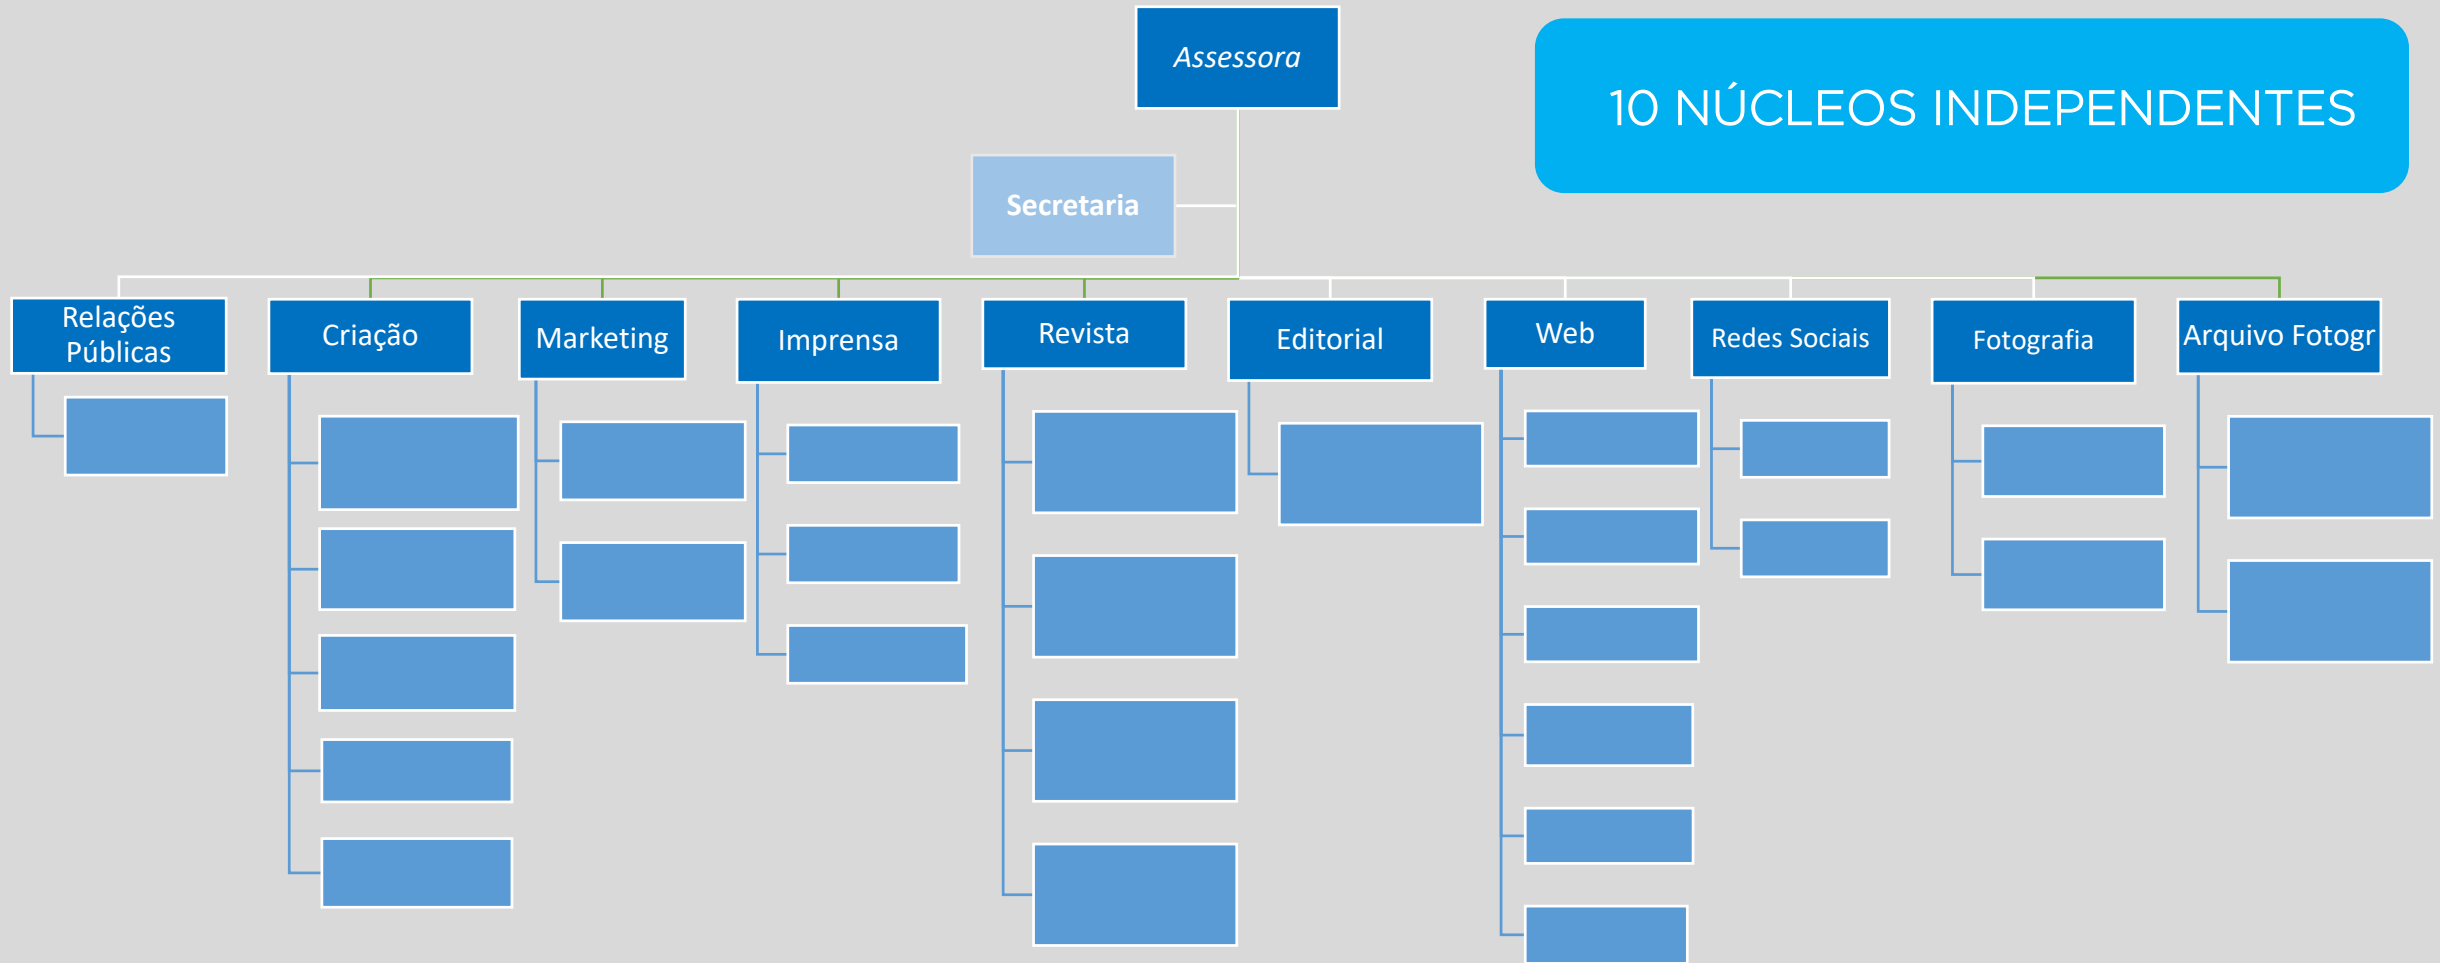 Assessora
10 NÚCLEOS INDEPENDENTES
Secretaria
Relações
Públicas
Criação
Marketing
Imprensa
Revista
Editorial
Web
Redes Sociais
Fotografia
Arquivo Fotogr